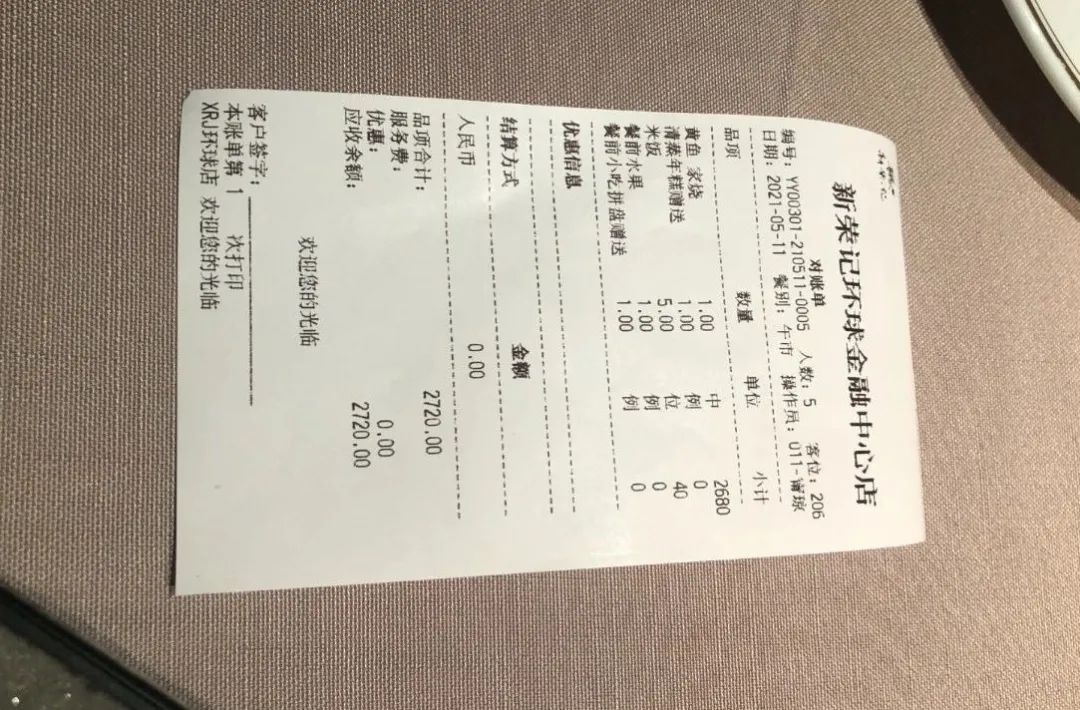 新荣记
新荣记环球金融中心店
对账单
编号: YY00301-210511-0005 人数: 5 客位: 206
日期: 2021-05-11 餐别: 午市 操作员: 011-甯琼
品项 数量 单位 小计
黄鱼 家烧 1.00 中 2680
清蒸年糕赠送 1.00 例 0
米饭 5.00 位 40
餐前水果 1.00 例 0
餐前小吃拼盘赠送 1.00 例 0
优惠信息
结算方式 金额
人民币 0.00
品项合计: 2720.00
服务费:
优惠: 0.00
应收余额: 2720.00
欢迎您的光临
客户签字:
本账单第 1 次打印
XRJ环球店 欢迎您的光临